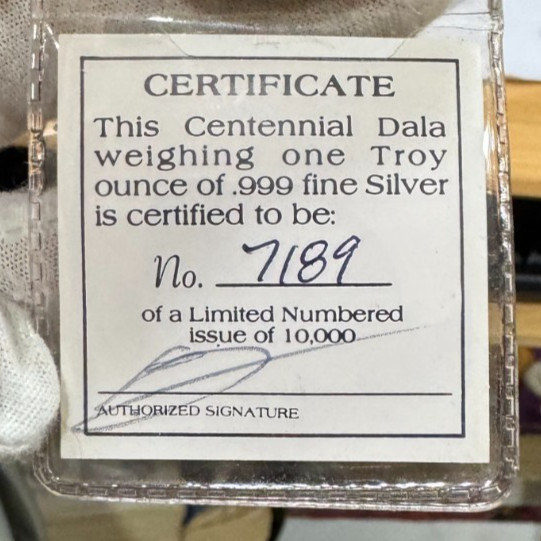 CERTIFICATE
This Centennial Dala
weighing one Troy
ounce of .999 fine Silver
is certified to be:
No. 7189
of a Limited Numbered
issue of 10,000
AUTHORIZED SIGNATURE